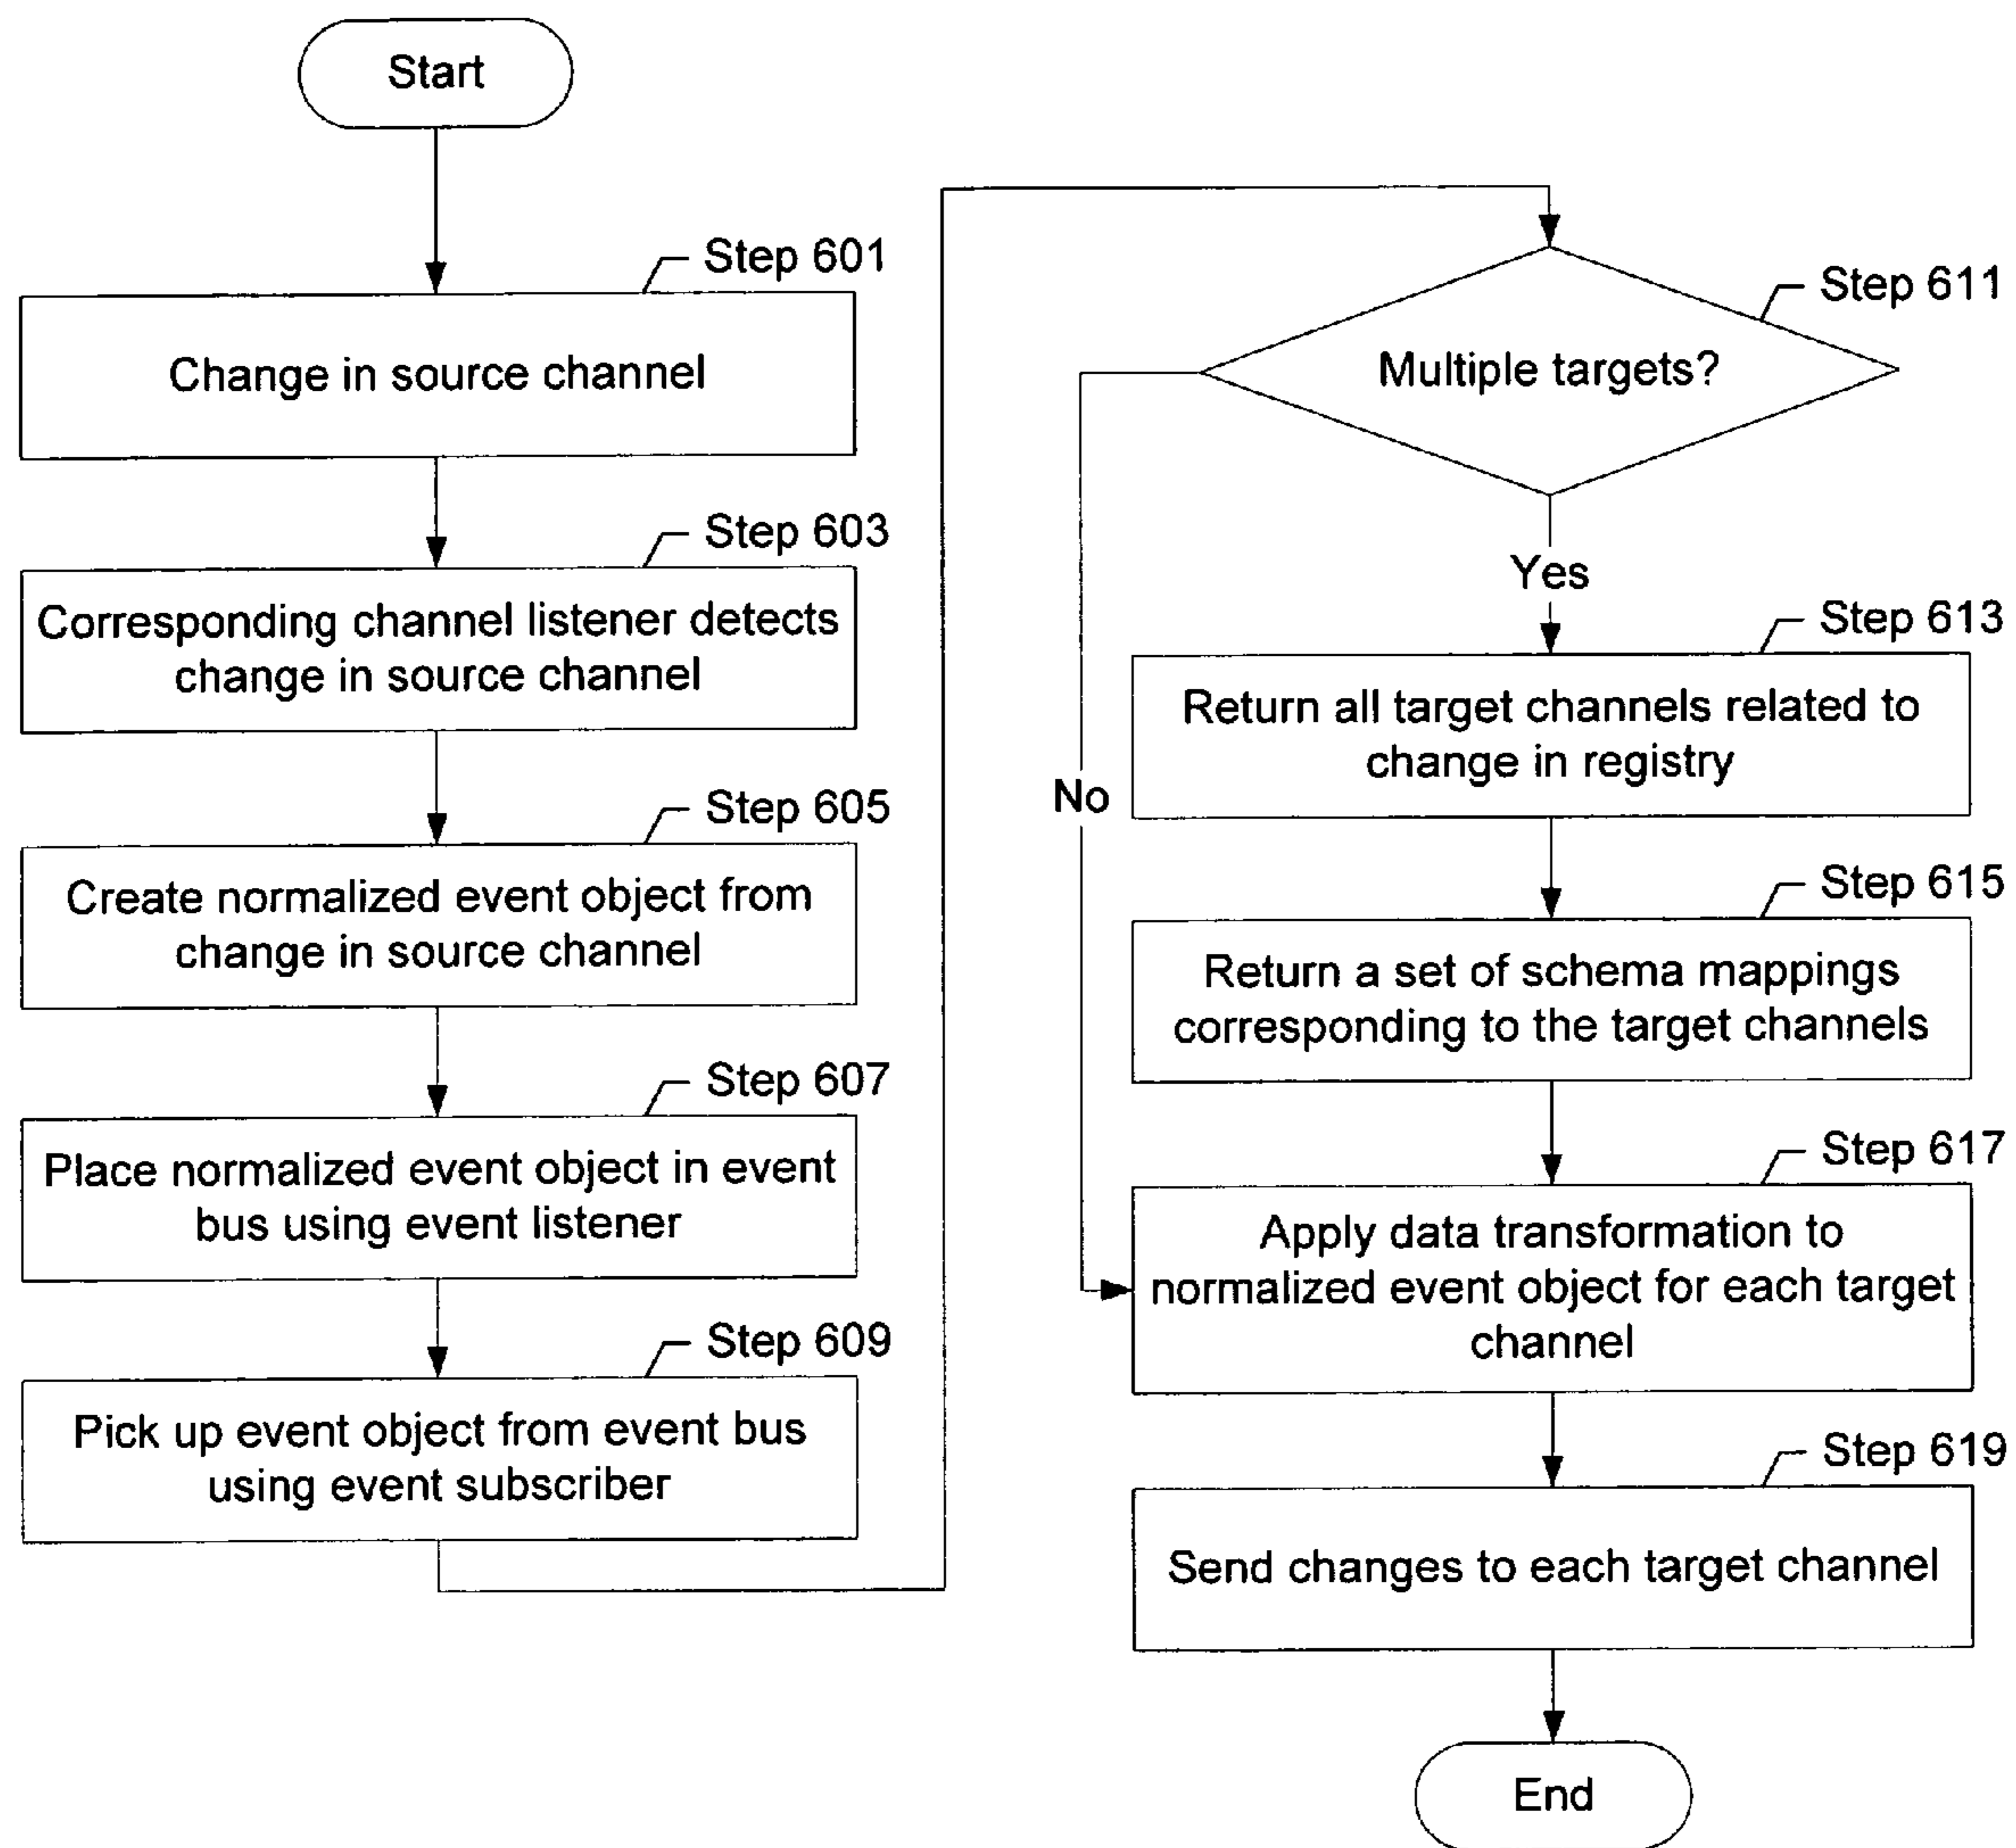 Start
Step 601
Change in source channel
Step 603
Corresponding channel listener detects
change in source channel
Step 605
Create normalized event object from
change in source channel
Step 607
Place normalized event object in event
bus using event listener
Step 609
Pick up event object from event bus
using event subscriber
Step 611
Multiple targets?
Yes
No
Step 613
Return all target channels related to
change in registry
Step 615
Return a set of schema mappings
corresponding to the target channels
Step 617
Apply data transformation to
normalized event object for each target
channel
Step 619
Send changes to each target channel
End